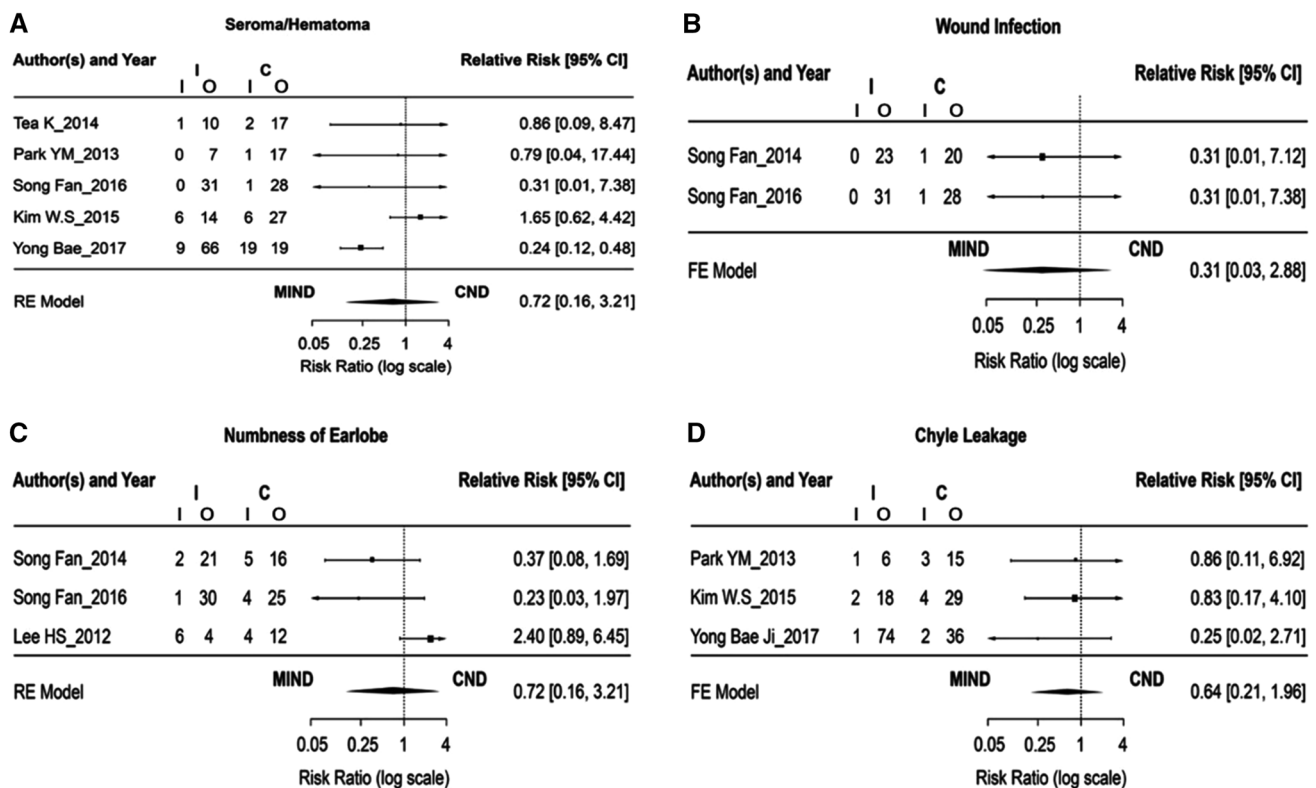 A
Seroma/Hematoma
Author(s) and Year I C Relative Risk [95% CI]
I O I O
Tea K_2014 1 10 2 17 0.86 [0.09, 8.47]
Park YM_2013 0 7 1 17 0.79 [0.04, 17.44]
Song Fan_2016 0 31 1 28 0.31 [0.01, 7.38]
Kim W.S_2015 6 14 6 27 1.65 [0.62, 4.42]
Yong Bae_2017 9 66 19 19 0.24 [0.12, 0.48]
MIND CND
RE Model 0.72 [0.16, 3.21]
0.05 0.25 1 4
Risk Ratio (log scale)
B
Wound Infection
Author(s) and Year I C Relative Risk [95% CI]
I O I O
Song Fan_2014 0 23 1 20 0.31 [0.01, 7.12]
Song Fan_2016 0 31 1 28 0.31 [0.01, 7.38]
MIND CND
FE Model 0.31 [0.03, 2.88]
0.05 0.25 1 4
Risk Ratio (log scale)
C
Numbness of Earlobe
Author(s) and Year I C Relative Risk [95% CI]
I O I O
Song Fan_2014 2 21 5 16 0.37 [0.08, 1.69]
Song Fan_2016 1 30 4 25 0.23 [0.03, 1.97]
Lee HS_2012 6 4 4 12 2.40 [0.89, 6.45]
MIND CND
RE Model 0.72 [0.16, 3.21]
0.05 0.25 1 4
Risk Ratio (log scale)
D
Chyle Leakage
Author(s) and Year I C Relative Risk [95% CI]
I O I O
Park YM_2013 1 6 3 15 0.86 [0.11, 6.92]
Kim W.S_2015 2 18 4 29 0.83 [0.17, 4.10]
Yong Bae Ji_2017 1 74 2 36 0.25 [0.02, 2.71]
MIND CND
FE Model 0.64 [0.21, 1.96]
0.05 0.25 1 4
Risk Ratio (log scale)